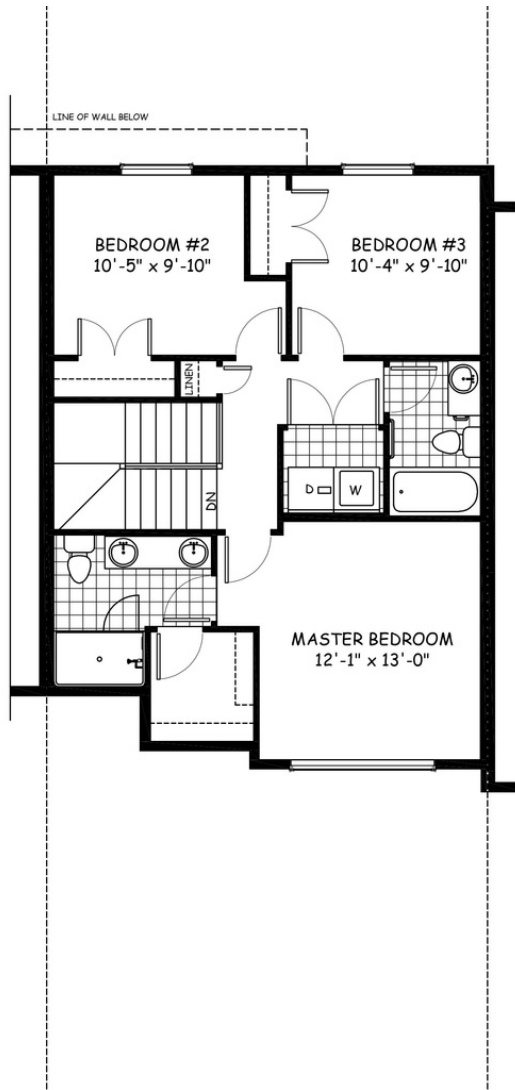 LINE OF WALL BELOW
BEDROOM #2
10'-5" x 9'-10"
BEDROOM #3
10'-4" x 9'-10"
LINEN
DN
D
W
MASTER BEDROOM
12'-1" x 13'-0"